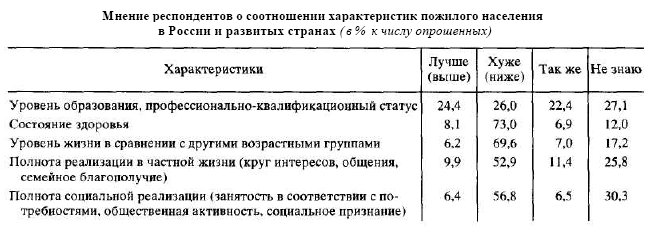 Мнение респондентов о соотношении характеристик пожилого населения
в России и развитых странах (в % к числу опрошенных)
Характеристики Лучше (выше) Хуже (ниже) Так же Не знаю
Уровень образования, профессионально-квалификационный статус 24,4 26,0 22,4 27,1
Состояние здоровья 8,1 73,0 6,9 12,0
Уровень жизни в сравнении с другими возрастными группами 6,2 69,6 7,0 17,2
Полнота реализации в частной жизни (круг интересов, общения, 9,9 52,9 11,4 25,8
семейное благополучие)
Полнота социальной реализации (занятость в соответствии с по- 6,4 56,8 6,5 30,3
требностями, общественная активность, социальное признание)